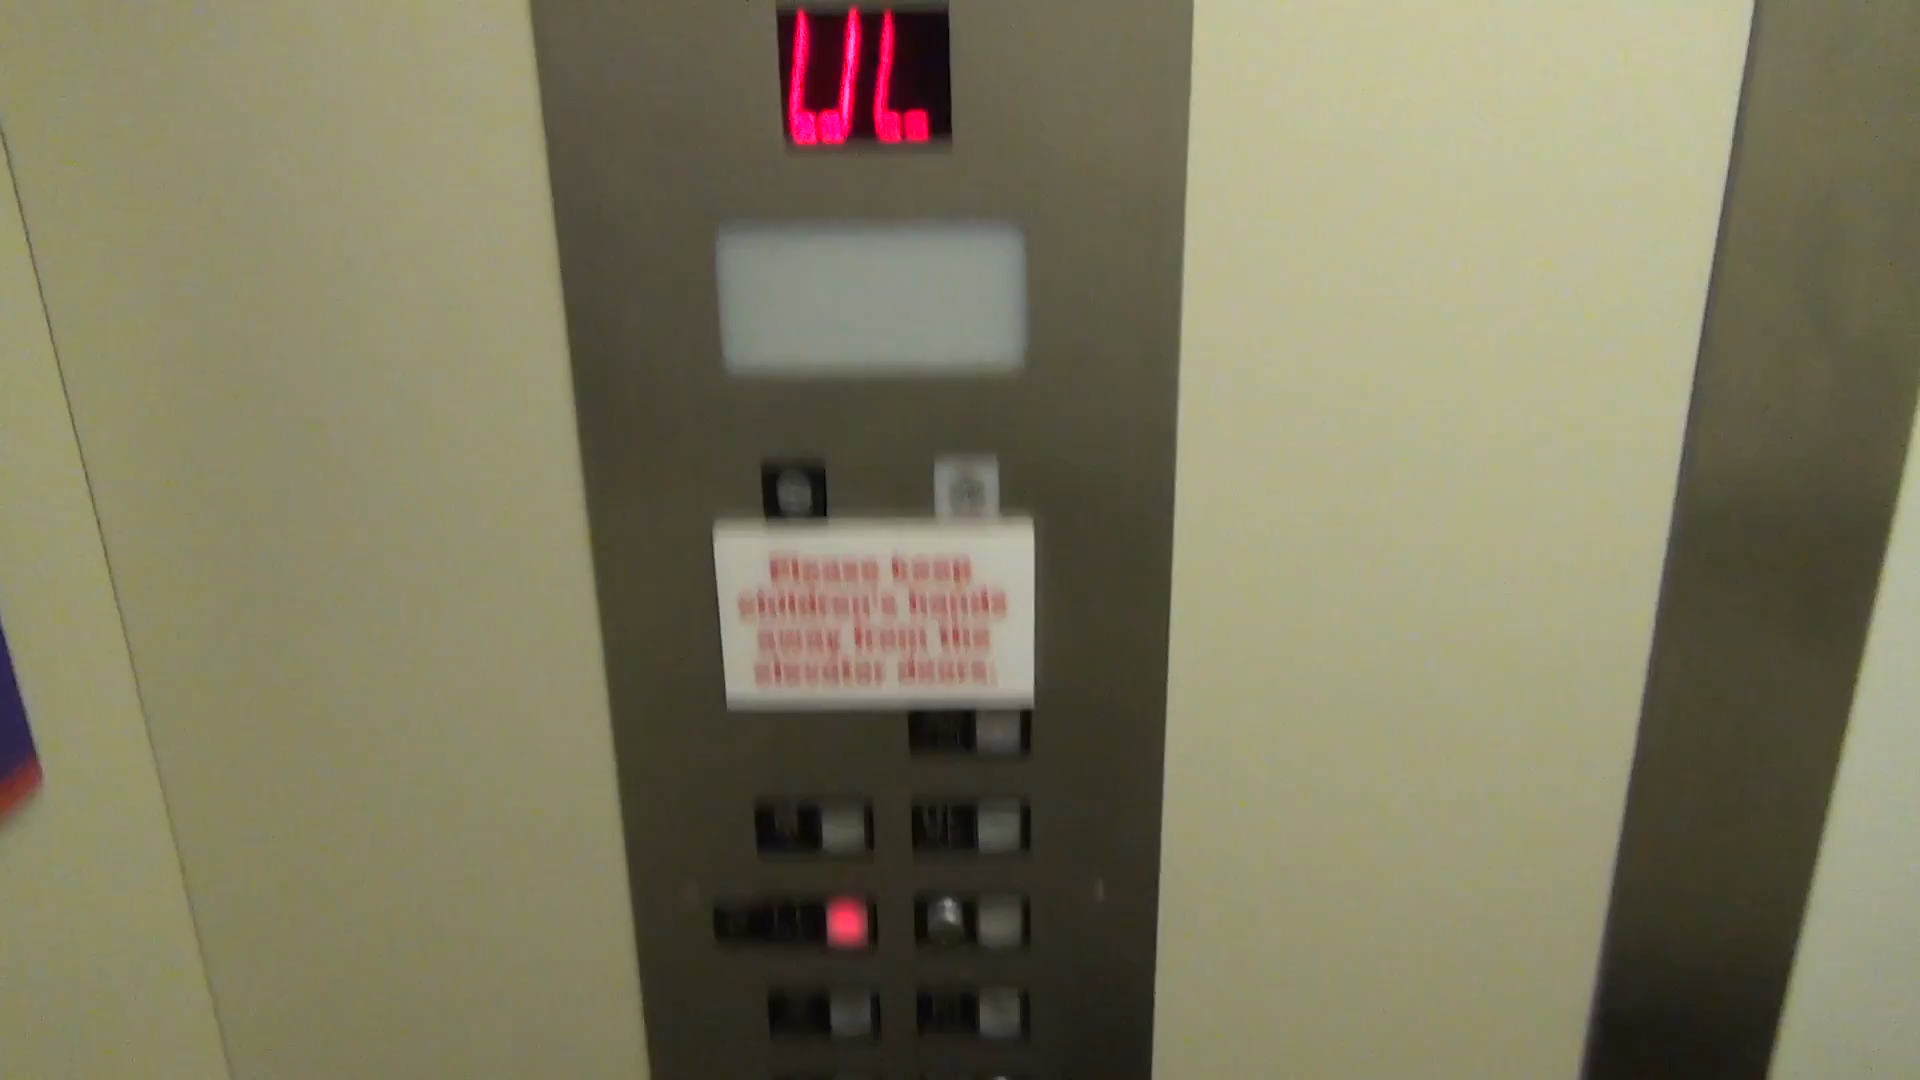 UL
Please keep
children's hands
away from the
elevator doors.